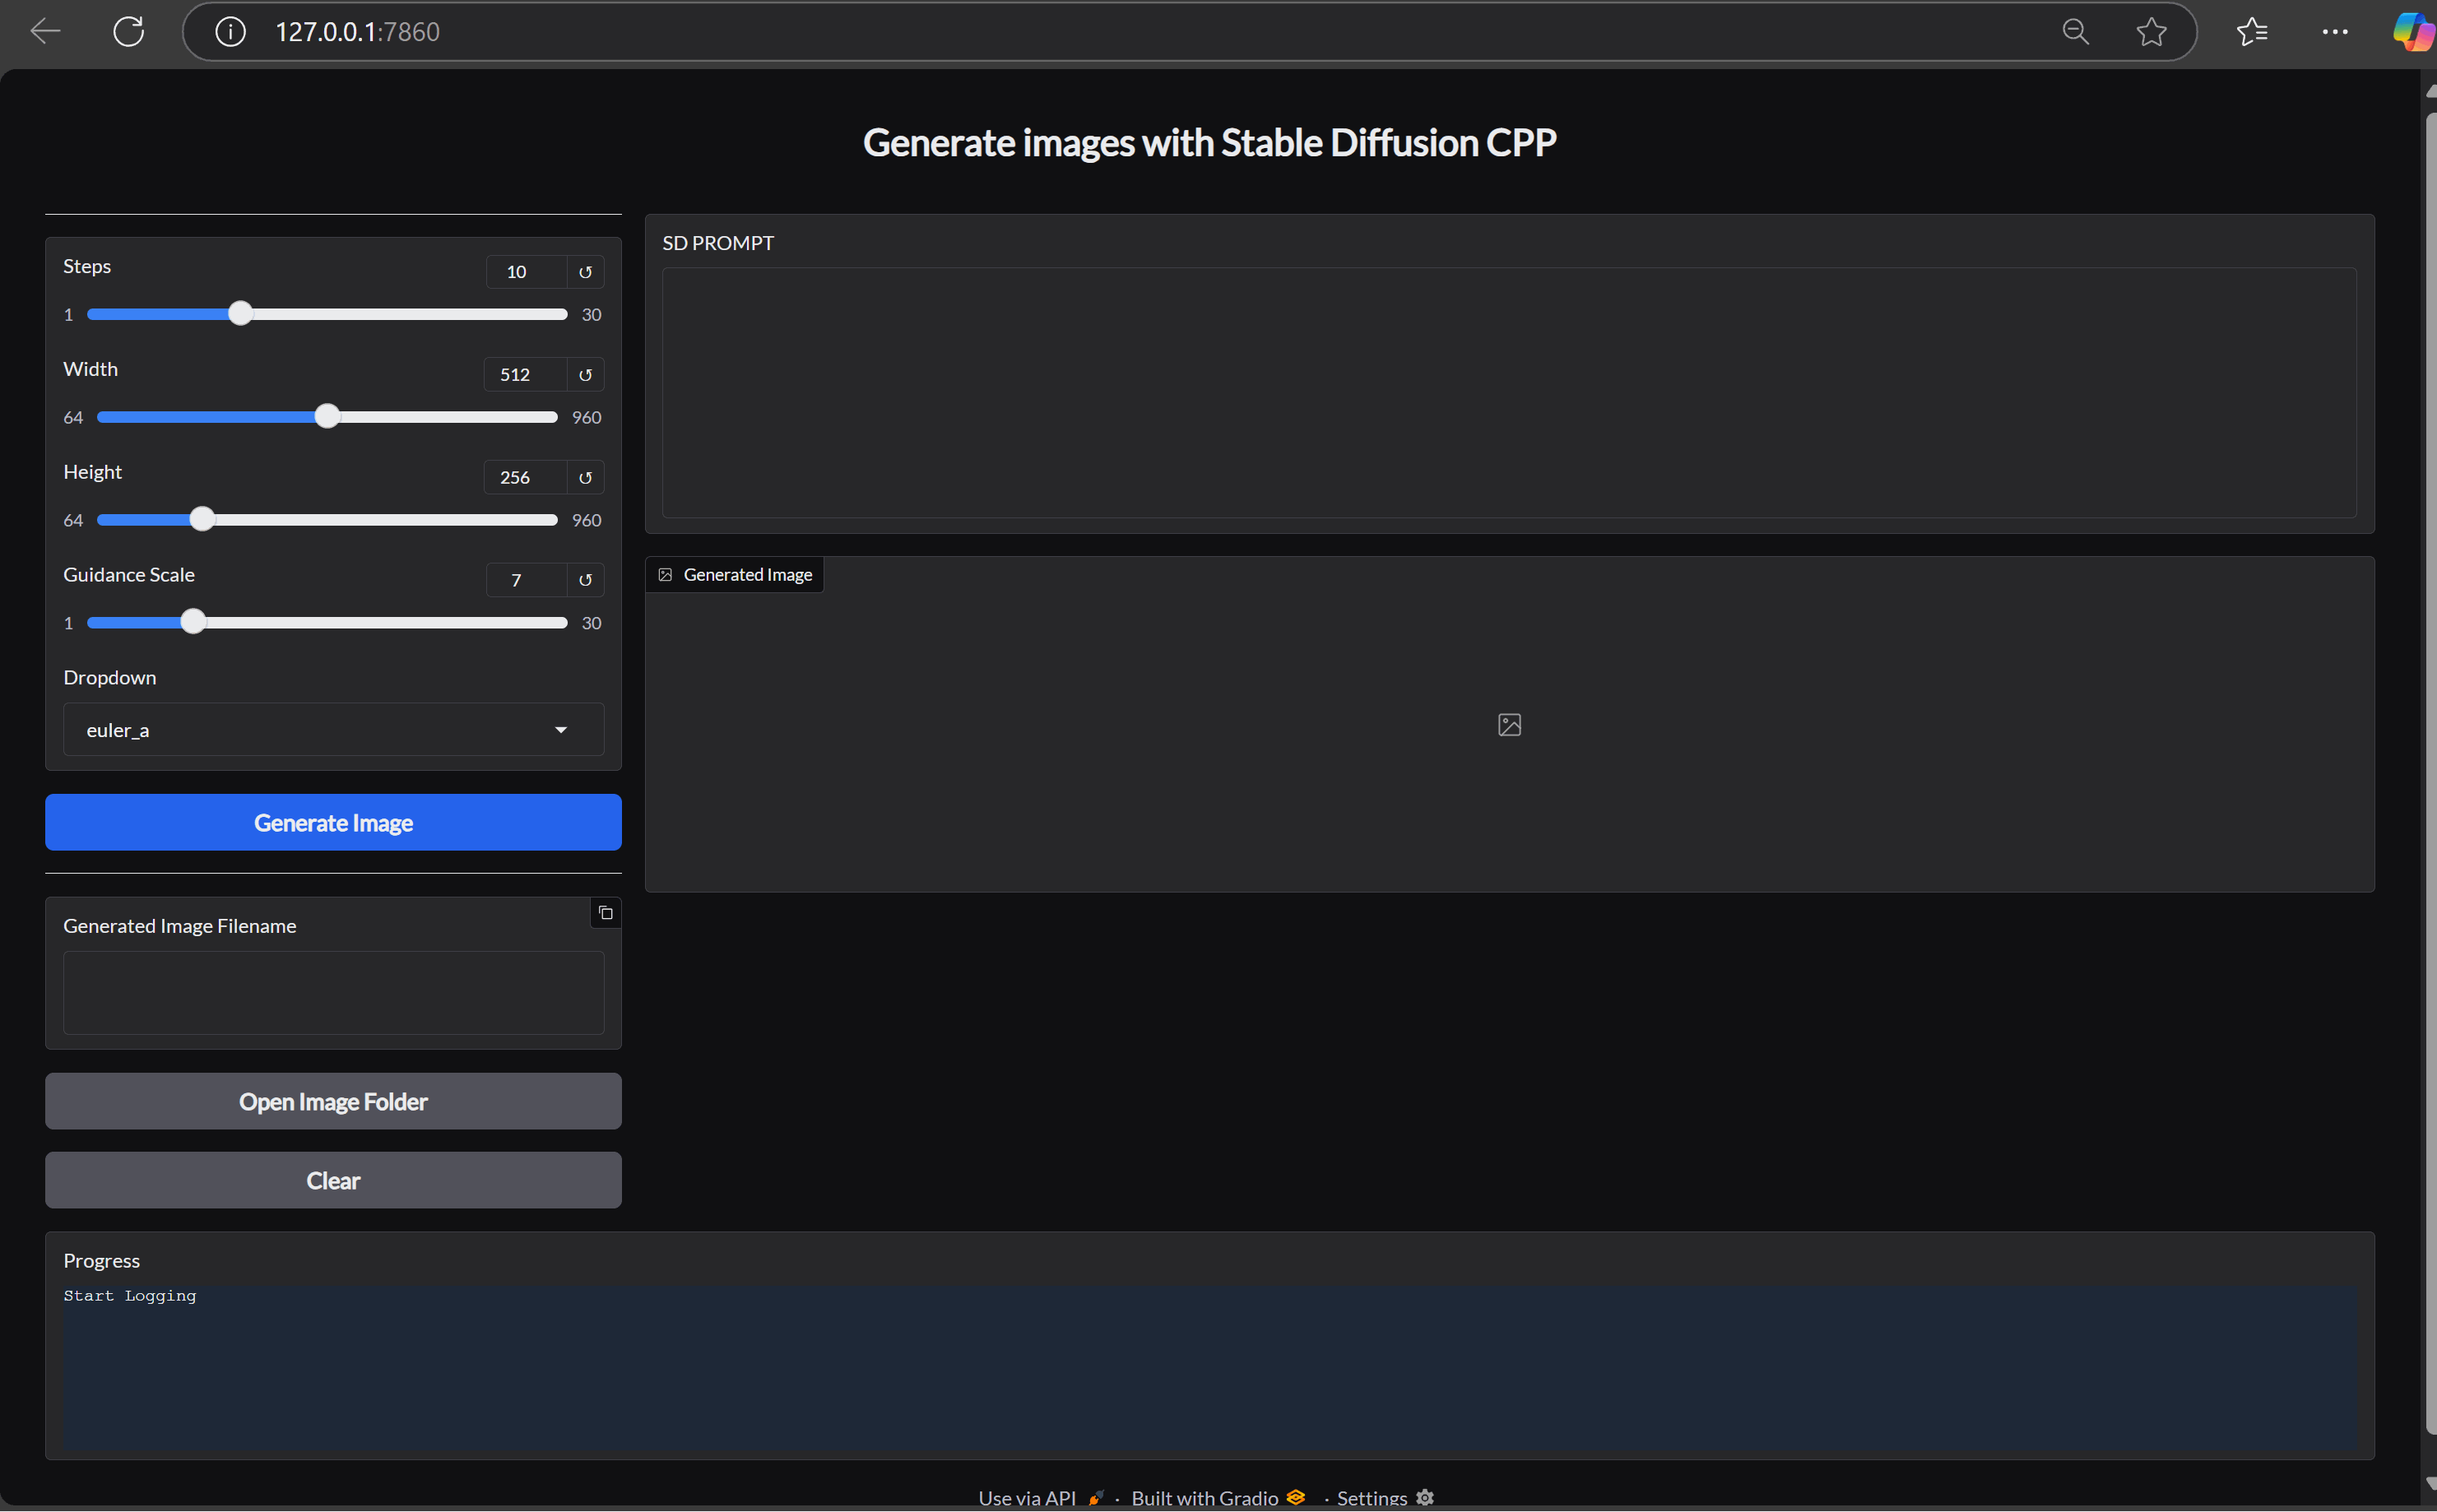 127.0.0.1:7860
Generate images with Stable Diffusion CPP
Steps
10
1
30
Width
512
64
960
Height
256
64
960
Guidance Scale
7
1
30
Dropdown
euler_a
Generate Image
Generated Image Filename
Open Image Folder
Clear
SD PROMPT
Generated Image
Progress
Start Logging
Use via API · Built with Gradio · Settings